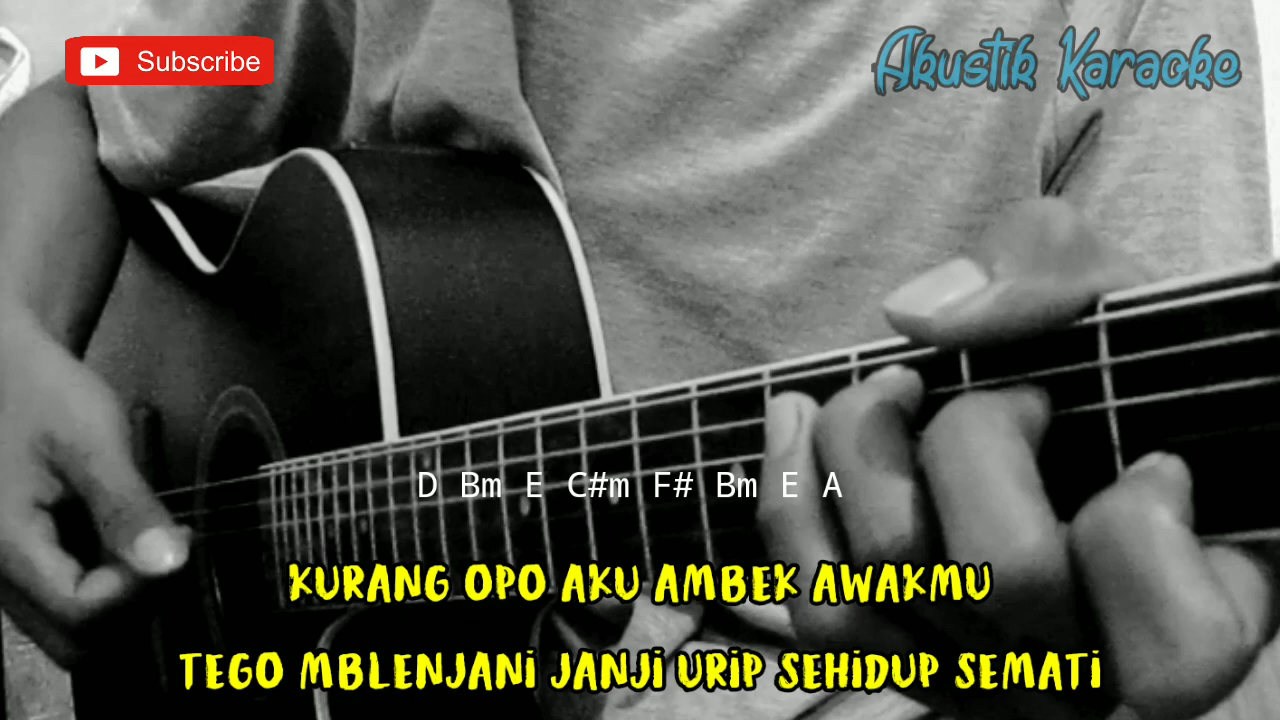 Subscribe
Akustik Karaoke
D Bm E C#m F# Bm E A
KURANG OPO AKU AMBEK AWAKMU
TEGO MBLENJANI JANJI URIP SEHIDUP SEMATI